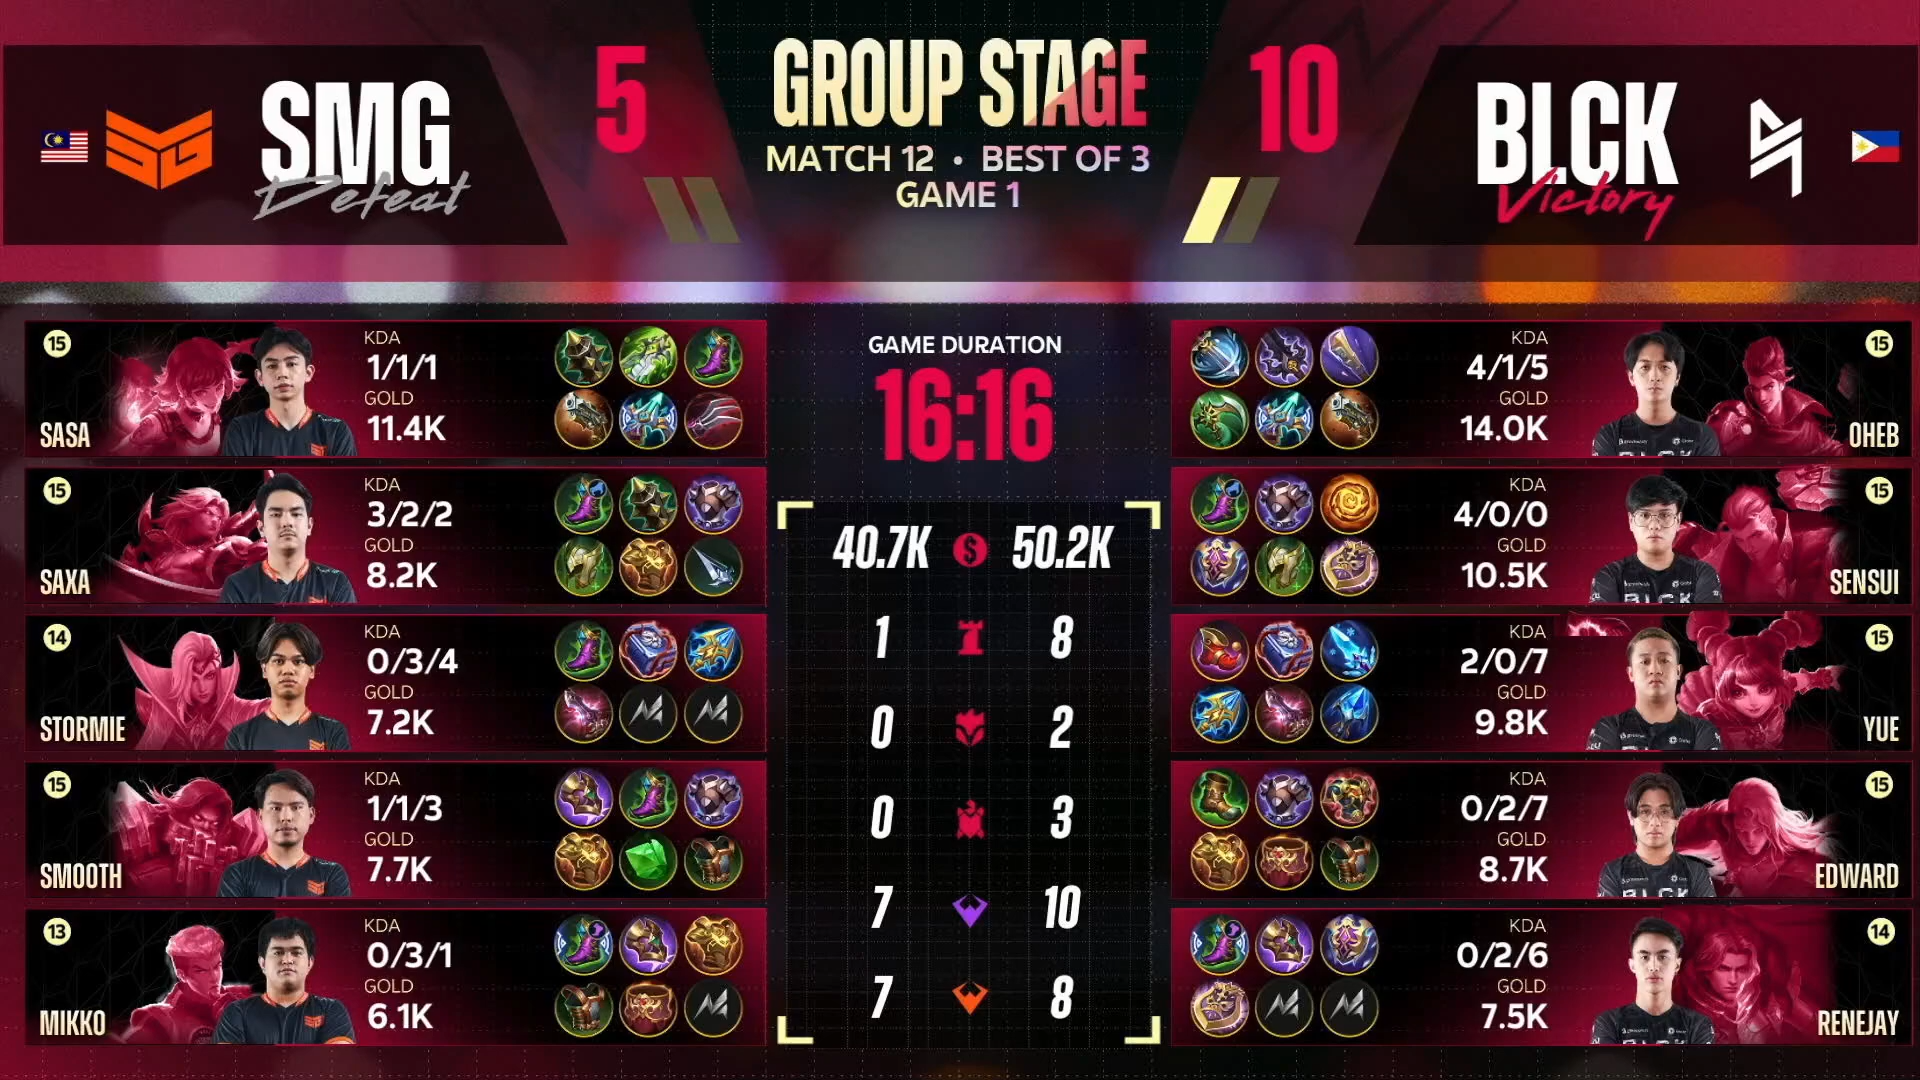 SMG
Defeat
5
GROUP STAGE
MATCH 12 • BEST OF 3
GAME 1
10
BLCK
Victory
GAME DURATION
16:16
15
SASA
KDA
1/1/1
GOLD
11.4K
15
SAXA
KDA
3/2/2
GOLD
8.2K
14
STORMIE
KDA
0/3/4
GOLD
7.2K
15
SMOOTH
KDA
1/1/3
GOLD
7.7K
13
MIKKO
KDA
0/3/1
GOLD
6.1K
40.7K 50.2K
1 8
0 2
0 3
7 10
7 8
KDA
4/1/5
GOLD
14.0K
15
OHEB
KDA
4/0/0
GOLD
10.5K
15
SENSUI
BLCK
KDA
2/0/7
GOLD
9.8K
15
YUE
KDA
0/2/7
GOLD
8.7K
15
EDWARD
BLCK
KDA
0/2/6
GOLD
7.5K
14
RENEJAY